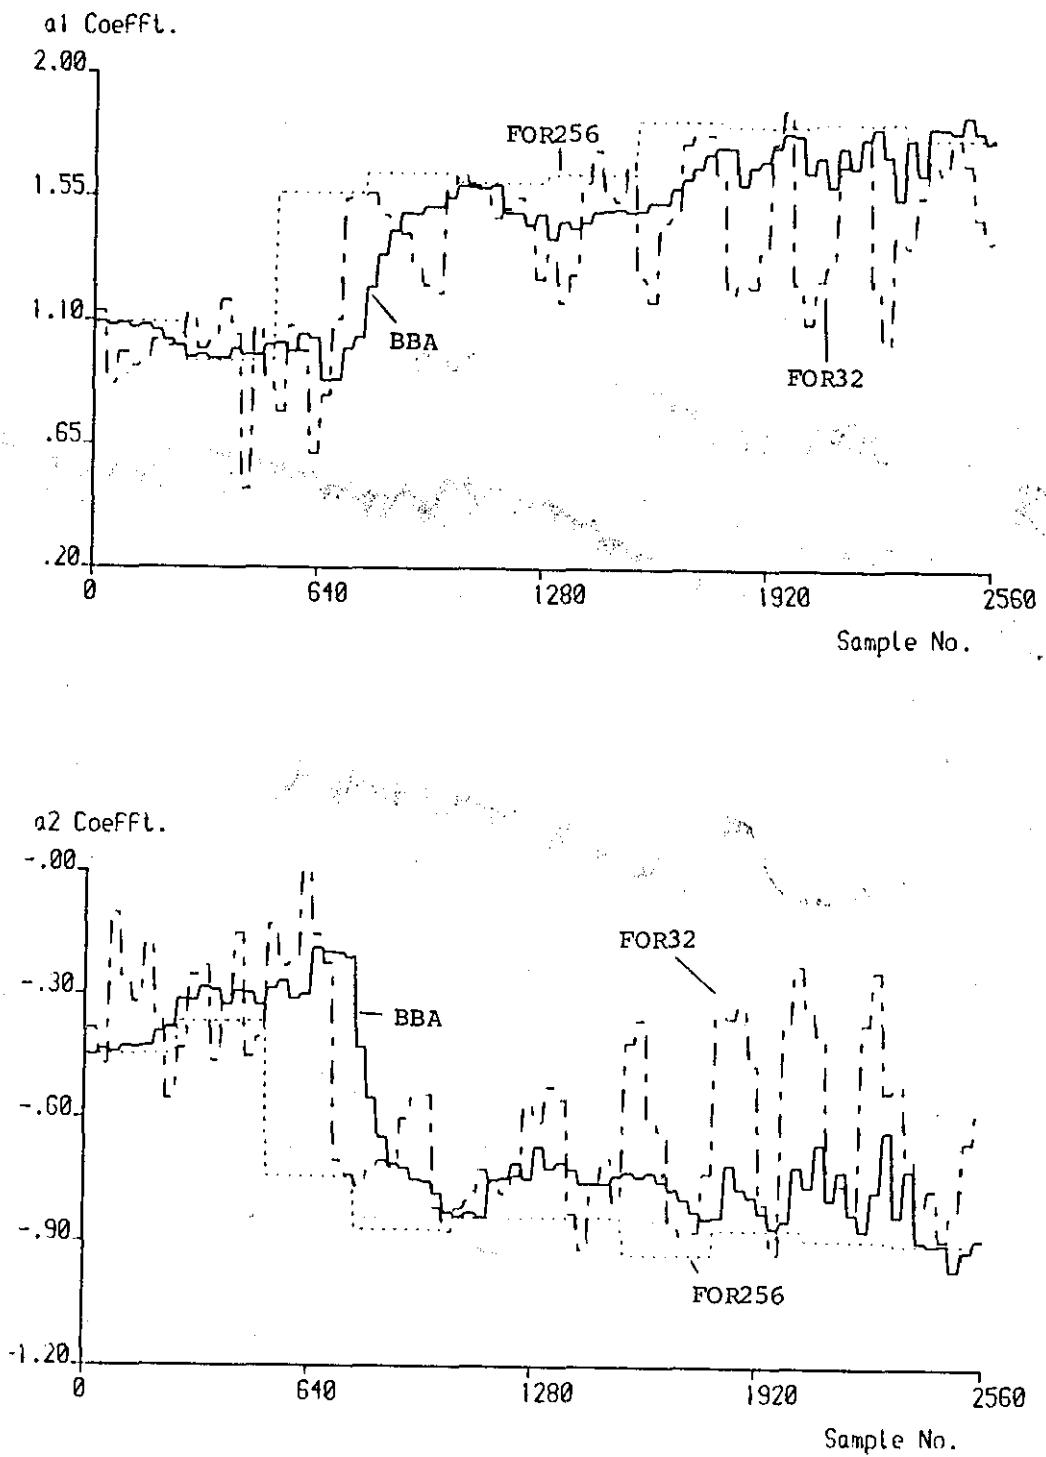 a1 Coefft.
2.00
FOR256
1.55
1.10
BBA
FOR32
.65
.20
0 640 1280 1920 2560
Sample No.
a2 Coefft.
-.00
FOR32
-.30
BBA
-.60
-.90
FOR256
-1.20
0 640 1280 1920 2560
Sample No.